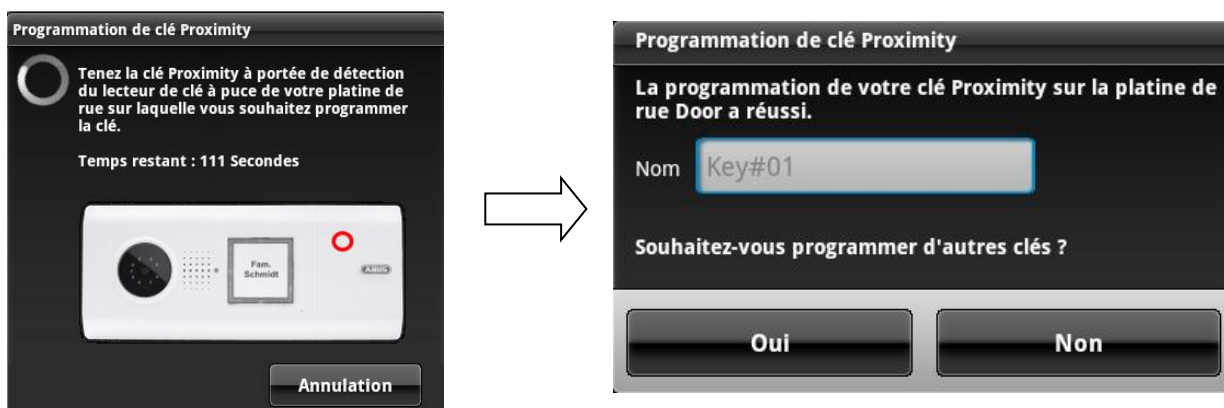 Programmation de clé Proximity
Tenez la clé Proximity à portée de détection
du lecteur de clé à puce de votre platine de
rue sur laquelle vous souhaitez programmer
la clé.
Temps restant : 111 Secondes
Fam.
Schmidt
ABUS
Annulation
Programmation de clé Proximity
La programmation de votre clé Proximity sur la platine de
rue Door a réussi.
Nom Key#01
Souhaitez-vous programmer d'autres clés ?
Oui Non